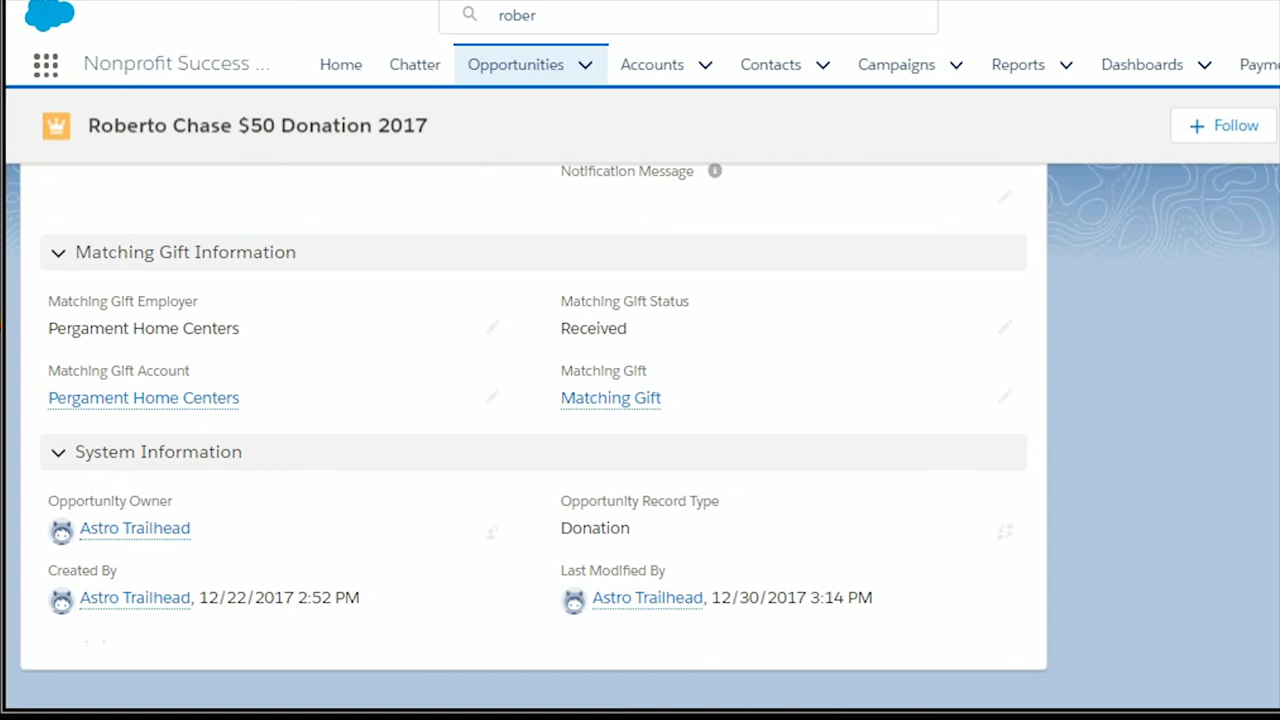 rober
Nonprofit Success ... Home Chatter Opportunities Accounts Contacts Campaigns Reports Dashboards
Roberto Chase $50 Donation 2017 + Follow
Notification Message
Matching Gift Information
Matching Gift Employer Matching Gift Status
Pergament Home Centers Received
Matching Gift Account Matching Gift
Pergament Home Centers Matching Gift
System Information
Opportunity Owner Opportunity Record Type
Astro Trailhead Donation
Created By Last Modified By
Astro Trailhead, 12/22/2017 2:52 PM Astro Trailhead, 12/30/2017 3:14 PM